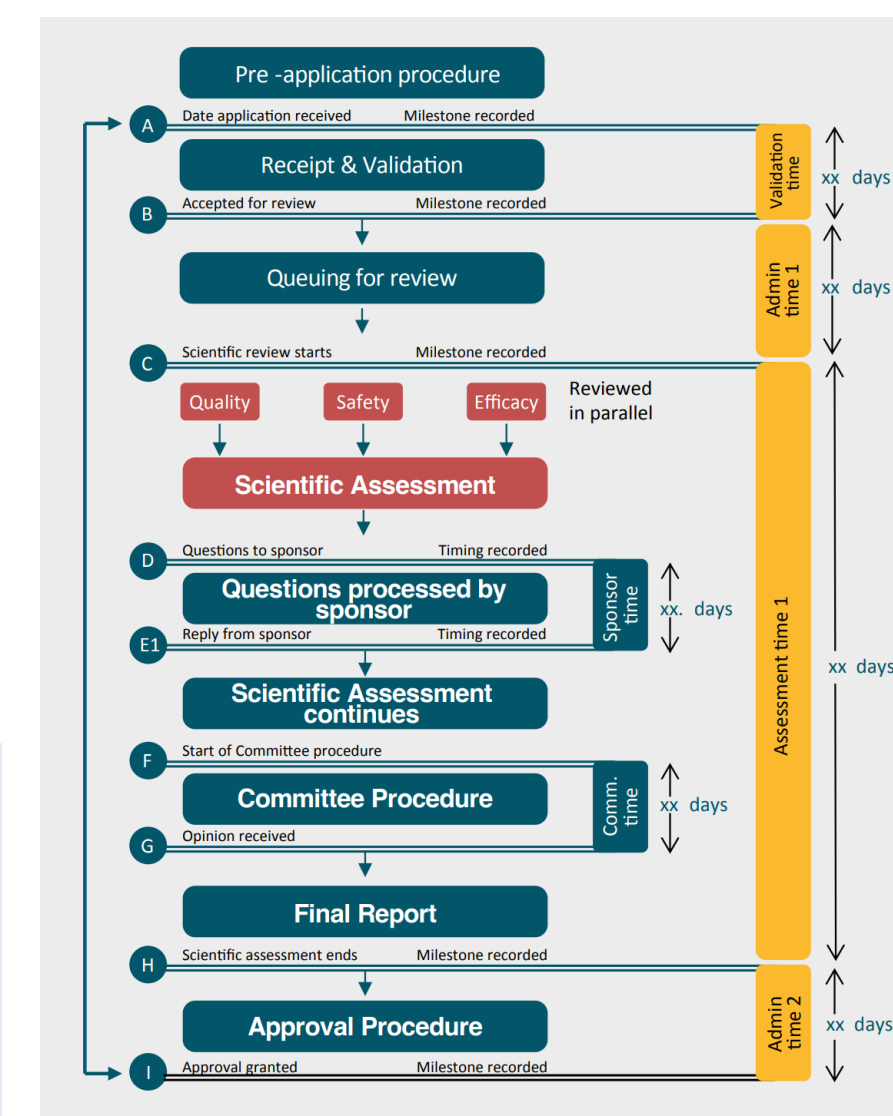 Pre -application procedure
A
Date application received
Milestone recorded
Receipt & Validation
Validation
time
xx days
B
Accepted for review
Milestone recorded
Queuing for review
Admin
time 1
xx days
C
Scientific review starts
Milestone recorded
Quality
Safety
Efficacy
Reviewed
in parallel
Scientific Assessment
D
Questions to sponsor
Timing recorded
Questions processed by
sponsor
Sponsor
time
xx. days
E1
Reply from sponsor
Timing recorded
Assessment time 1
xx days
Scientific Assessment
continues
F
Start of Committee procedure
Committee Procedure
Comm.
time
xx days
G
Opinion received
Final Report
H
Scientific assessment ends
Milestone recorded
Approval Procedure
Admin
time 2
xx days
I
Approval granted
Milestone recorded